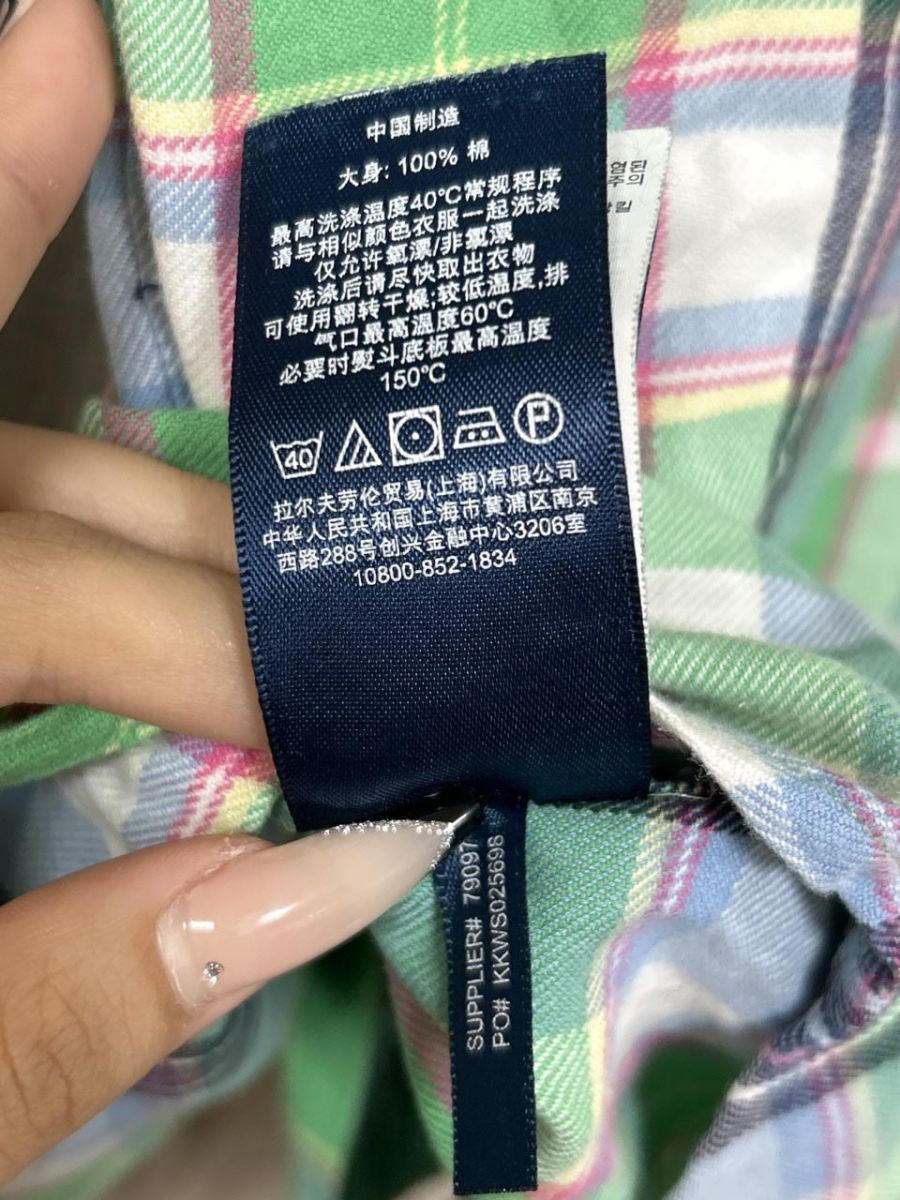 中国制造
大身: 100% 棉
最高洗涤温度40°C常规程序
请与相似颜色衣服一起洗涤
仅允许氧漂/非氯漂
洗涤后请尽快取出衣物
可使用翻转干燥;较低温度,排
气口最高温度60°C
必要时熨斗底板最高温度
150°C
40
P
拉尔夫劳伦贸易(上海)有限公司
中华人民共和国上海市黄浦区南京
西路288号创兴金融中心3206室
10800-852-1834
SUPPLIER# 79097
PO# KKWS025698
염된
주의